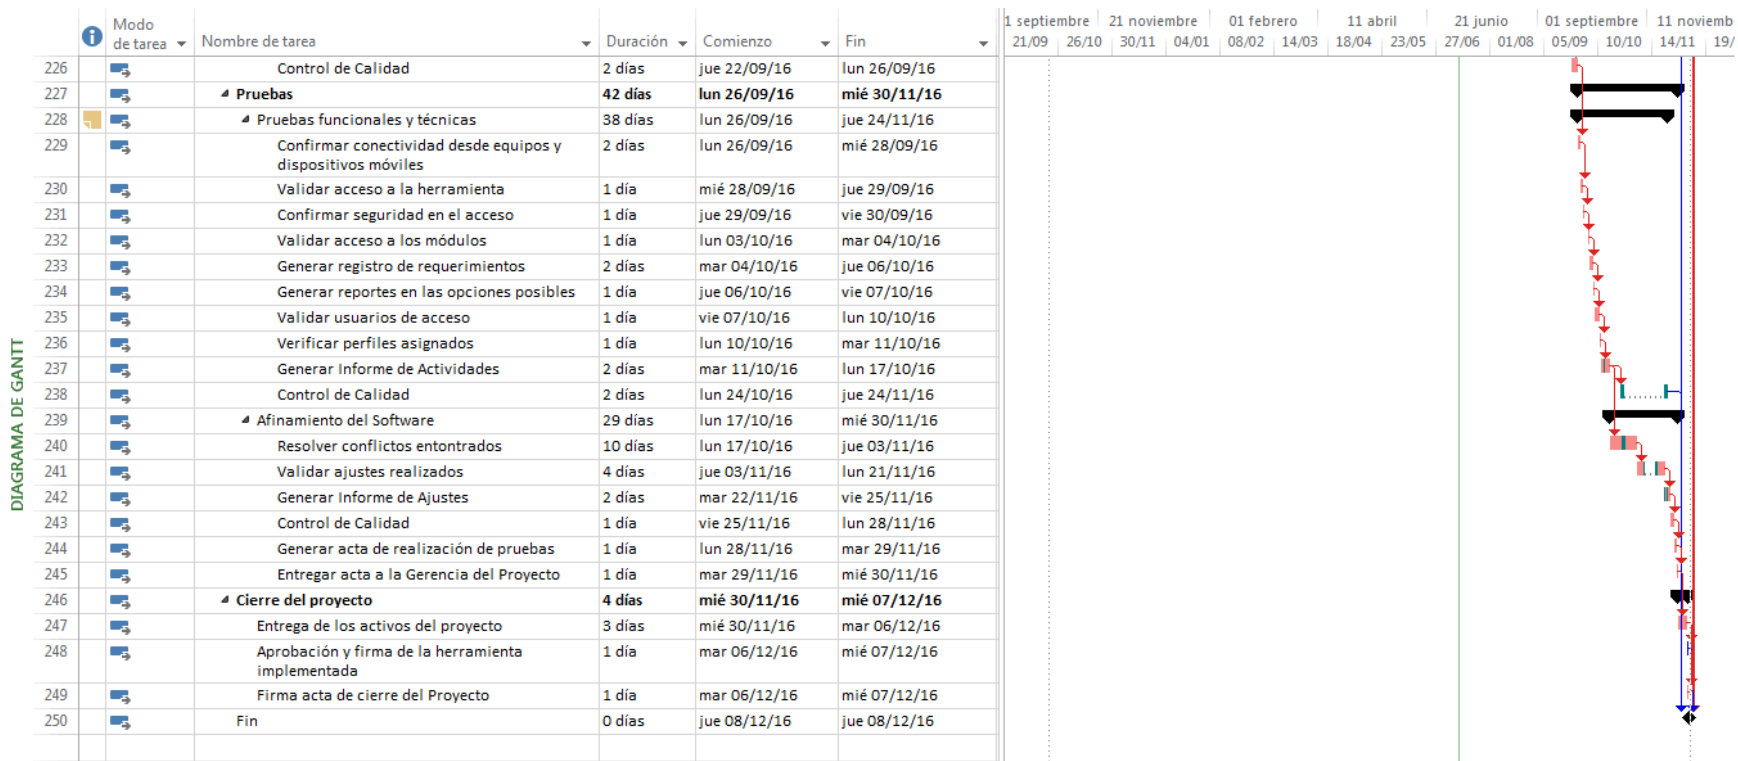 DIAGRAMA DE GANTT
Modo de tarea Nombre de tarea Duración Comienzo Fin
1 septiembre 21 noviembre 01 febrero 11 abril 21 junio 01 septiembre 11 noviemb
21/09 26/10 30/11 04/01 08/02 14/03 18/04 23/05 27/06 01/08 05/09 10/10 14/11 19/
226 Control de Calidad 2 días jue 22/09/16 lun 26/09/16
227 Pruebas 42 días lun 26/09/16 mié 30/11/16
228 Pruebas funcionales y técnicas 38 días lun 26/09/16 jue 24/11/16
229 Confirmar conectividad desde equipos y dispositivos móviles 2 días lun 26/09/16 mié 28/09/16
230 Validar acceso a la herramienta 1 día mié 28/09/16 jue 29/09/16
231 Confirmar seguridad en el acceso 1 día jue 29/09/16 vie 30/09/16
232 Validar acceso a los módulos 1 día lun 03/10/16 mar 04/10/16
233 Generar registro de requerimientos 2 días mar 04/10/16 jue 06/10/16
234 Generar reportes en las opciones posibles 1 día jue 06/10/16 vie 07/10/16
235 Validar usuarios de acceso 1 día vie 07/10/16 lun 10/10/16
236 Verificar perfiles asignados 1 día lun 10/10/16 mar 11/10/16
237 Generar Informe de Actividades 2 días mar 11/10/16 lun 17/10/16
238 Control de Calidad 2 días lun 24/10/16 jue 24/11/16
239 Afinamiento del Software 29 días lun 17/10/16 mié 30/11/16
240 Resolver conflictos entontrados 10 días lun 17/10/16 jue 03/11/16
241 Validar ajustes realizados 4 días jue 03/11/16 lun 21/11/16
242 Generar Informe de Ajustes 2 días mar 22/11/16 vie 25/11/16
243 Control de Calidad 1 día vie 25/11/16 lun 28/11/16
244 Generar acta de realización de pruebas 1 día lun 28/11/16 mar 29/11/16
245 Entregar acta a la Gerencia del Proyecto 1 día mar 29/11/16 mié 30/11/16
246 Cierre del proyecto 4 días mié 30/11/16 mié 07/12/16
247 Entrega de los activos del proyecto 3 días mié 30/11/16 mar 06/12/16
248 Aprobación y firma de la herramienta implementada 1 día mar 06/12/16 mié 07/12/16
249 Firma acta de cierre del Proyecto 1 día mar 06/12/16 mié 07/12/16
250 Fin 0 días jue 08/12/16 jue 08/12/16